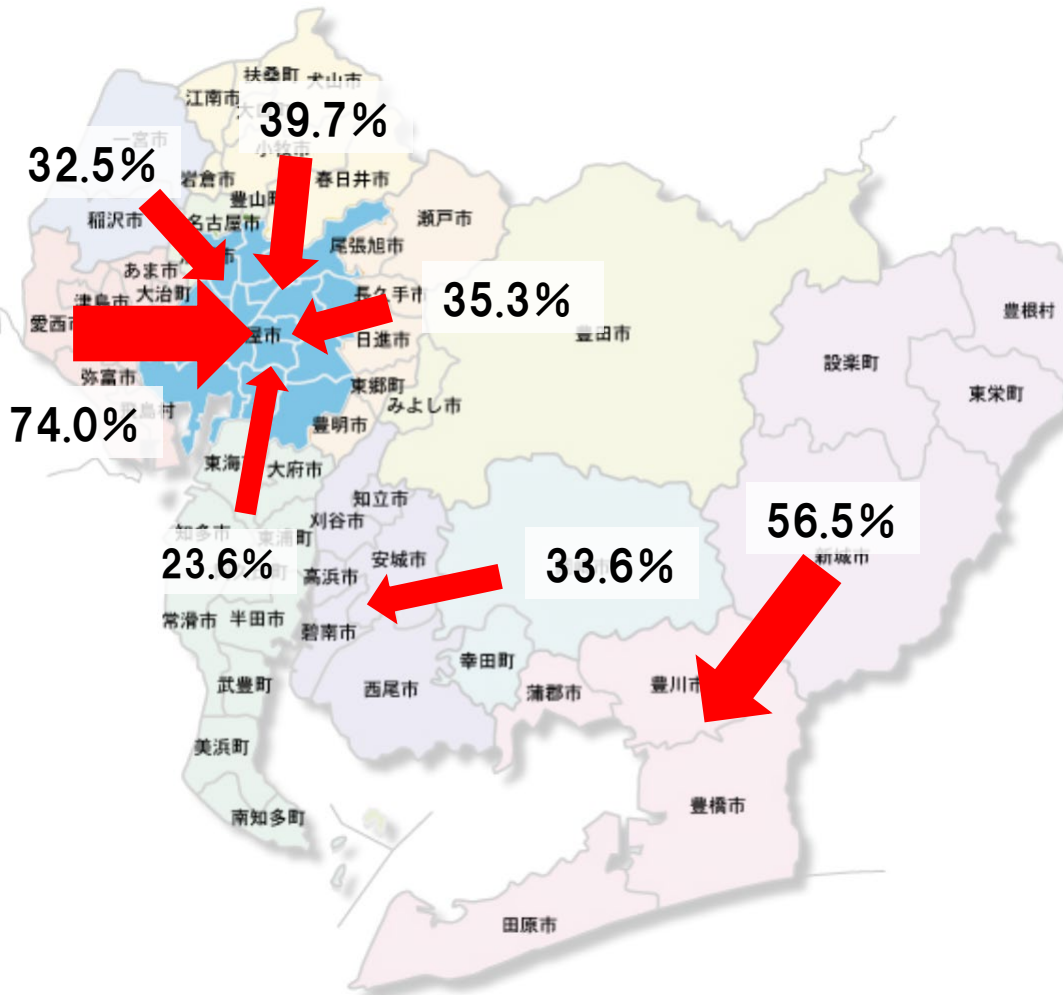 扶桑町
犬山市
江南市
39.7%
一宮市
小牧市
32.5%
岩倉市
春日井市
豊山町
稲沢市
名古屋市
瀬戸市
尾張旭市
あま市
大治町
津島市
長久手市
35.3%
豊根村
愛西市
屋市
日進市
豊田市
設楽町
弥富市
東郷町
東栄町
みよし市
74.0%
島村
豊明市
東海
大府市
知立市
56.5%
刈谷市
知多市
東浦町
安城市
新城市
23.6%
高浜市
33.6%
常滑市
半田市
碧南市
幸田町
武豊町
西尾市
蒲郡市
豊川市
美浜町
豊橋市
南知多町
田原市